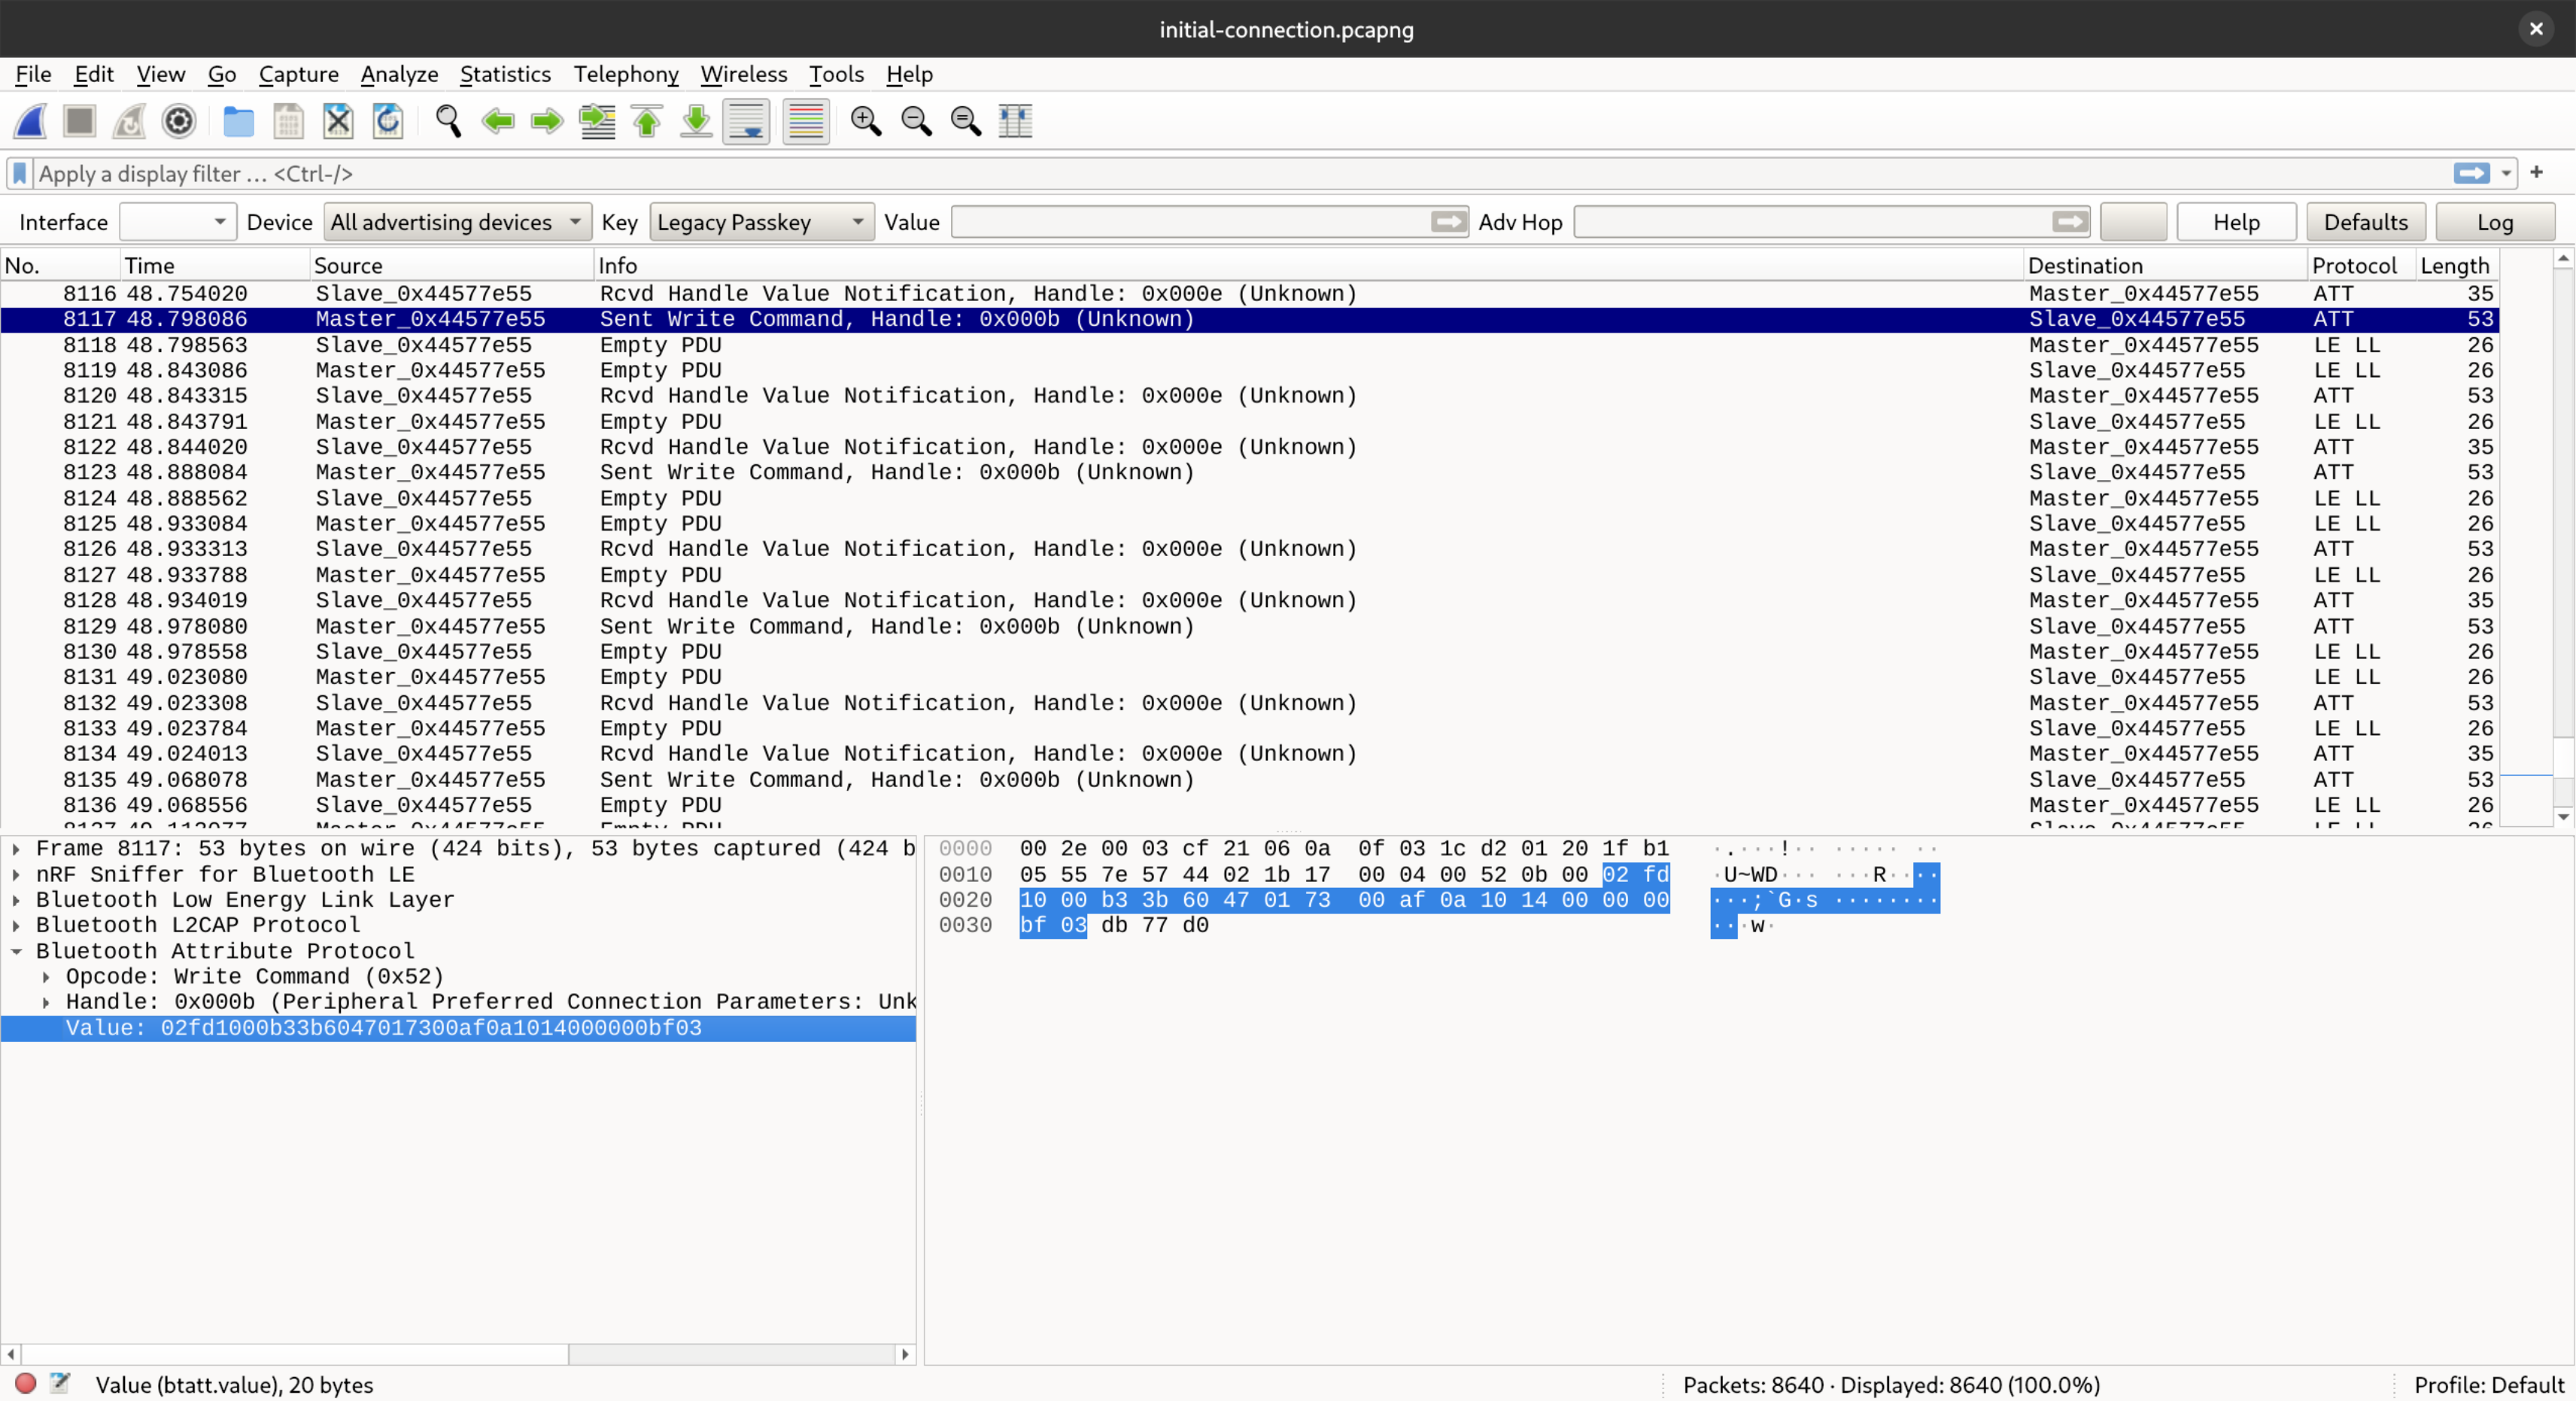 initial-connection.pcapng
File Edit View Go Capture Analyze Statistics Telephony Wireless Tools Help
Apply a display filter … <Ctrl-/>
Interface Device All advertising devices Key Legacy Passkey Value Adv Hop Help Defaults Log
No. Time Source Info Destination Protocol Length
8116 48.754020 Slave_0x44577e55 Rcvd Handle Value Notification, Handle: 0x000e (Unknown) Master_0x44577e55 ATT 35
8117 48.798086 Master_0x44577e55 Sent Write Command, Handle: 0x000b (Unknown) Slave_0x44577e55 ATT 53
8118 48.798563 Slave_0x44577e55 Empty PDU Master_0x44577e55 LE LL 26
8119 48.843086 Master_0x44577e55 Empty PDU Slave_0x44577e55 LE LL 26
8120 48.843315 Slave_0x44577e55 Rcvd Handle Value Notification, Handle: 0x000e (Unknown) Master_0x44577e55 ATT 53
8121 48.843791 Master_0x44577e55 Empty PDU Slave_0x44577e55 LE LL 26
8122 48.844020 Slave_0x44577e55 Rcvd Handle Value Notification, Handle: 0x000e (Unknown) Master_0x44577e55 ATT 35
8123 48.888084 Master_0x44577e55 Sent Write Command, Handle: 0x000b (Unknown) Slave_0x44577e55 ATT 53
8124 48.888562 Slave_0x44577e55 Empty PDU Master_0x44577e55 LE LL 26
8125 48.933084 Master_0x44577e55 Empty PDU Slave_0x44577e55 LE LL 26
8126 48.933313 Slave_0x44577e55 Rcvd Handle Value Notification, Handle: 0x000e (Unknown) Master_0x44577e55 ATT 53
8127 48.933788 Master_0x44577e55 Empty PDU Slave_0x44577e55 LE LL 26
8128 48.934019 Slave_0x44577e55 Rcvd Handle Value Notification, Handle: 0x000e (Unknown) Master_0x44577e55 ATT 35
8129 48.978080 Master_0x44577e55 Sent Write Command, Handle: 0x000b (Unknown) Slave_0x44577e55 ATT 53
8130 48.978558 Slave_0x44577e55 Empty PDU Master_0x44577e55 LE LL 26
8131 49.023080 Master_0x44577e55 Empty PDU Slave_0x44577e55 LE LL 26
8132 49.023308 Slave_0x44577e55 Rcvd Handle Value Notification, Handle: 0x000e (Unknown) Master_0x44577e55 ATT 53
8133 49.023784 Master_0x44577e55 Empty PDU Slave_0x44577e55 LE LL 26
8134 49.024013 Slave_0x44577e55 Rcvd Handle Value Notification, Handle: 0x000e (Unknown) Master_0x44577e55 ATT 35
8135 49.068078 Master_0x44577e55 Sent Write Command, Handle: 0x000b (Unknown) Slave_0x44577e55 ATT 53
8136 49.068556 Slave_0x44577e55 Empty PDU Master_0x44577e55 LE LL 26
Frame 8117: 53 bytes on wire (424 bits), 53 bytes captured (424 b
nRF Sniffer for Bluetooth LE
Bluetooth Low Energy Link Layer
Bluetooth L2CAP Protocol
Bluetooth Attribute Protocol
Opcode: Write Command (0x52)
Handle: 0x000b (Peripheral Preferred Connection Parameters: Unk
Value: 02fd1000b33b6047017300af0a1014000000bf03
0000 00 2e 00 03 cf 21 06 0a 0f 03 1c d2 01 20 1f b1 ·.···!·· ····· ··
0010 05 55 7e 57 44 02 1b 17 00 04 00 52 0b 00 02 fd ·U~WD··· ···R····
0020 10 00 b3 3b 60 47 01 73 00 af 0a 10 14 00 00 00 ···;`G·s ········
0030 bf 03 db 77 d0 ···w·
Value (btatt.value), 20 bytes
Packets: 8640 · Displayed: 8640 (100.0%)
Profile: Default